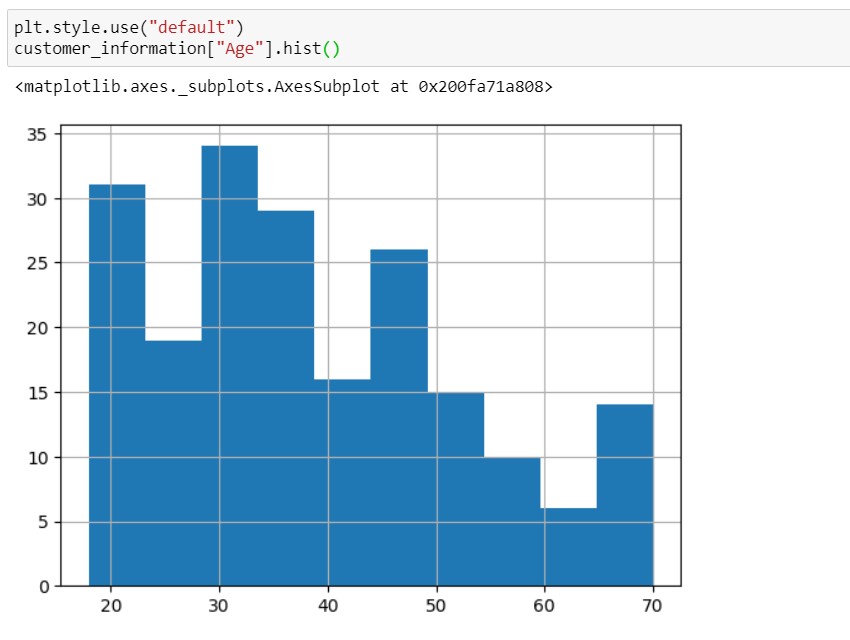 plt.style.use("default")
customer_information["Age"].hist()
<matplotlib.axes._subplots.AxesSubplot at 0x200fa71a808>
35
30
25
20
15
10
5
0
20 30 40 50 60 70